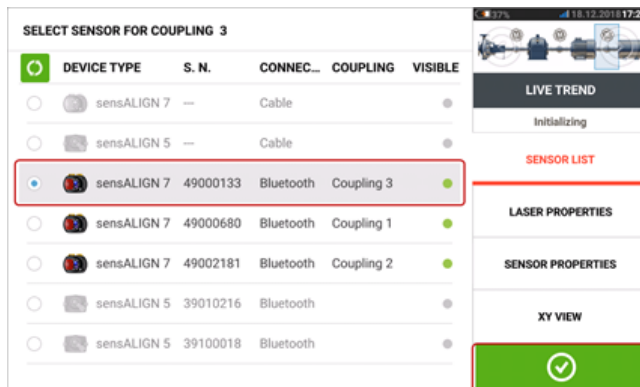 SELECT SENSOR FOR COUPLING 3
DEVICE TYPE S. N. CONNEC... COUPLING VISIBLE
sensALIGN 7 — Cable
sensALIGN 5 — Cable
sensALIGN 7 49000133 Bluetooth Coupling 3
sensALIGN 7 49000680 Bluetooth Coupling 1
sensALIGN 7 49002181 Bluetooth Coupling 2
sensALIGN 5 39010216 Bluetooth
sensALIGN 5 39100018 Bluetooth
37% 18.12.2018 17:2
LIVE TREND
Initializing
SENSOR LIST
LASER PROPERTIES
SENSOR PROPERTIES
XY VIEW